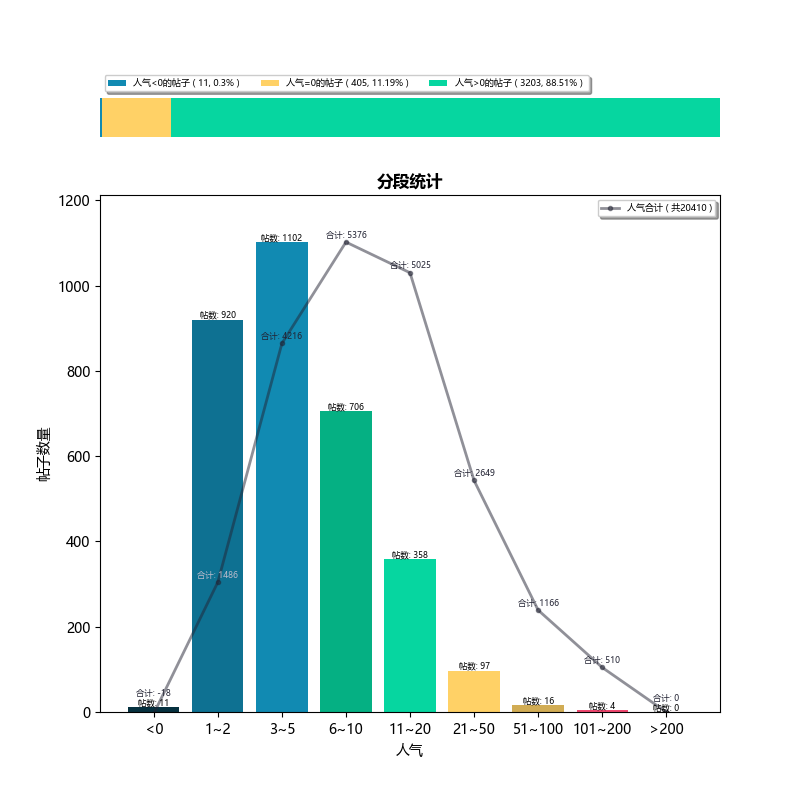 人气<0的帖子 ( 11, 0.3% ) 人气=0的帖子 ( 405, 11.19% ) 人气>0的帖子 ( 3203, 88.51% )
分段统计
人气合计 ( 共20410 )
1200
1000
800
600
400
200
0
帖子数量
合计: -18
帖数: 11
帖数: 920
合计: 1486
帖数: 1102
合计: 4216
合计: 5376
帖数: 706
合计: 5025
帖数: 358
合计: 2649
帖数: 97
合计: 1166
帖数: 16
合计: 510
帖数: 4
合计: 0
帖数: 0
<0 1~2 3~5 6~10 11~20 21~50 51~100 101~200 >200
人气